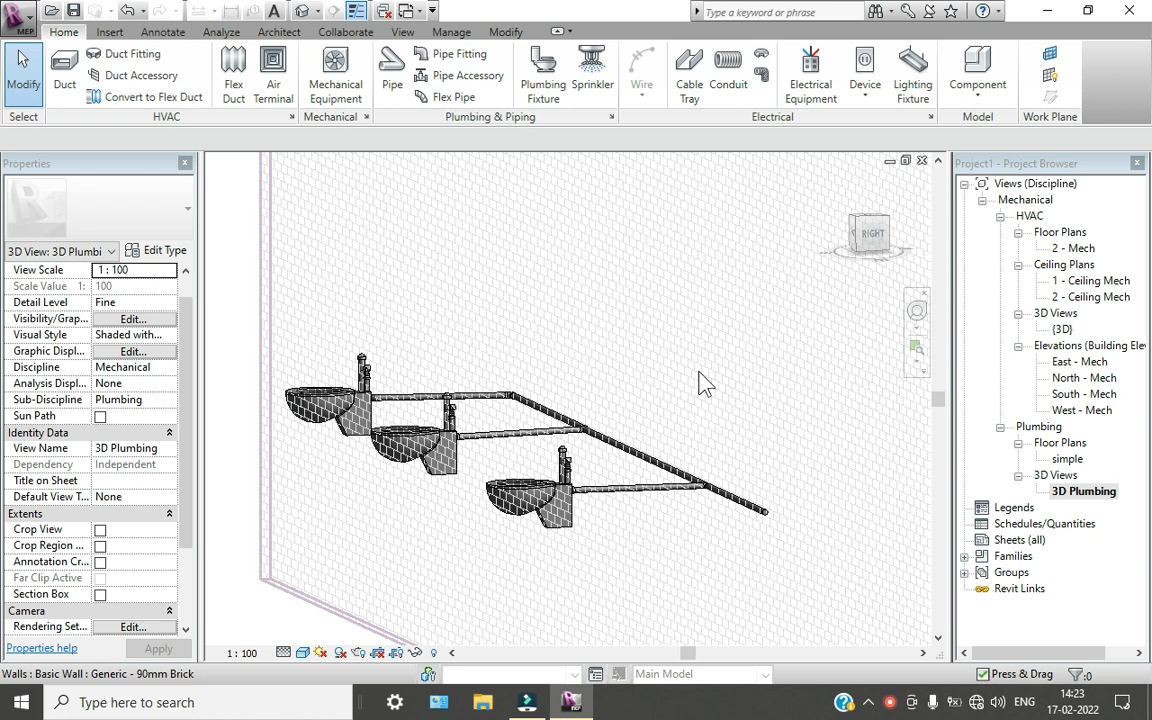 MEP
Type a keyword or phrase
Home
Insert
Annotate
Analyze
Architect
Collaborate
View
Manage
Modify
Modify
Duct
Duct Fitting
Duct Accessory
Convert to Flex Duct
Flex
Duct
Air
Terminal
Mechanical
Equipment
Pipe
Pipe Fitting
Pipe Accessory
Flex Pipe
Plumbing
Fixture
Sprinkler
Wire
Cable
Tray
Conduit
Electrical
Equipment
Device
Lighting
Fixture
Component
Select
HVAC
Mechanical
Plumbing & Piping
Electrical
Model
Work Plane
Properties
3D View: 3D Plumbi
Edit Type
View Scale 1 : 100
Scale Value 1: 100
Detail Level Fine
Visibility/Grap... Edit...
Visual Style Shaded with...
Graphic Displ... Edit...
Discipline Mechanical
Analysis Displ... None
Sub-Discipline Plumbing
Sun Path
Identity Data
View Name 3D Plumbing
Dependency Independent
Title on Sheet
Default View T... None
Extents
Crop View
Crop Region ...
Annotation Cr...
Far Clip Active
Section Box
Camera
Rendering Set... Edit...
Properties help
Apply
RIGHT
1 : 100
Project1 - Project Browser
Views (Discipline)
Mechanical
HVAC
Floor Plans
2 - Mech
Ceiling Plans
1 - Ceiling Mech
2 - Ceiling Mech
3D Views
{3D}
Elevations (Building Ele
East - Mech
North - Mech
South - Mech
West - Mech
Plumbing
Floor Plans
simple
3D Views
3D Plumbing
Legends
Schedules/Quantities
Sheets (all)
Families
Groups
Revit Links
Walls : Basic Wall : Generic - 90mm Brick
Main Model
Press & Drag
:0
Type here to search
ENG
14:23
17-02-2022